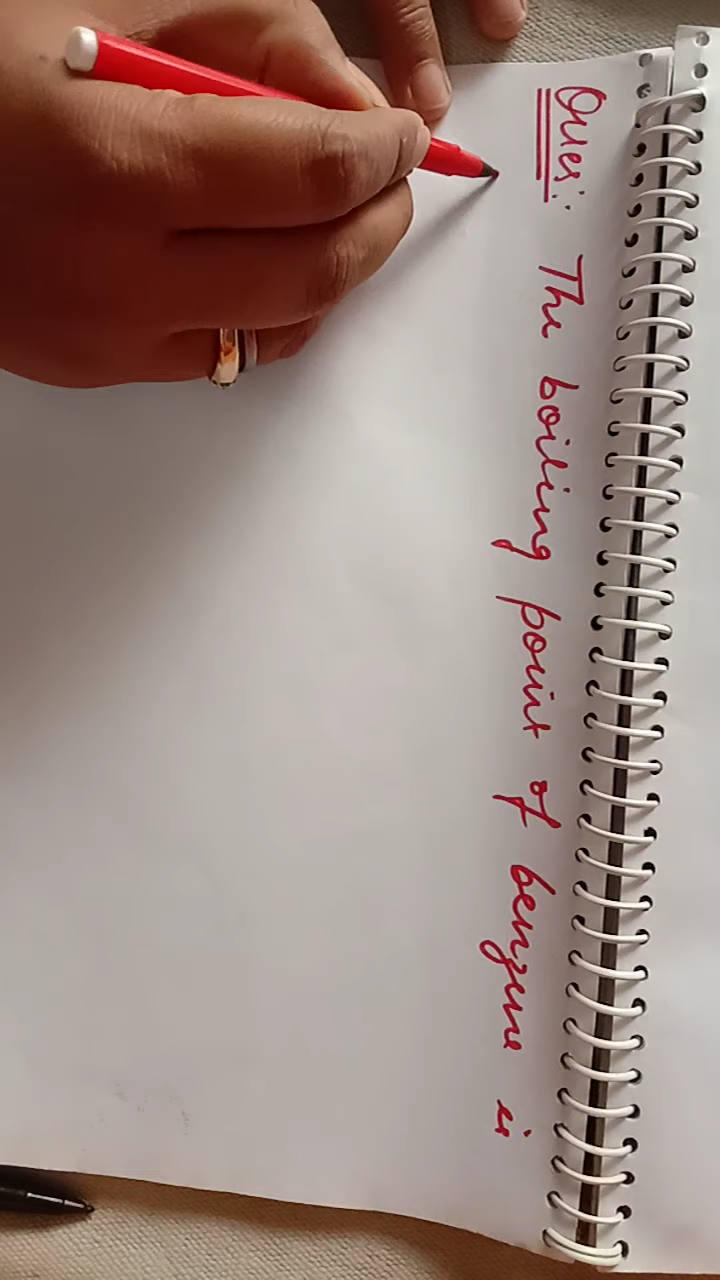 Ques:- The boiling point of benzene is